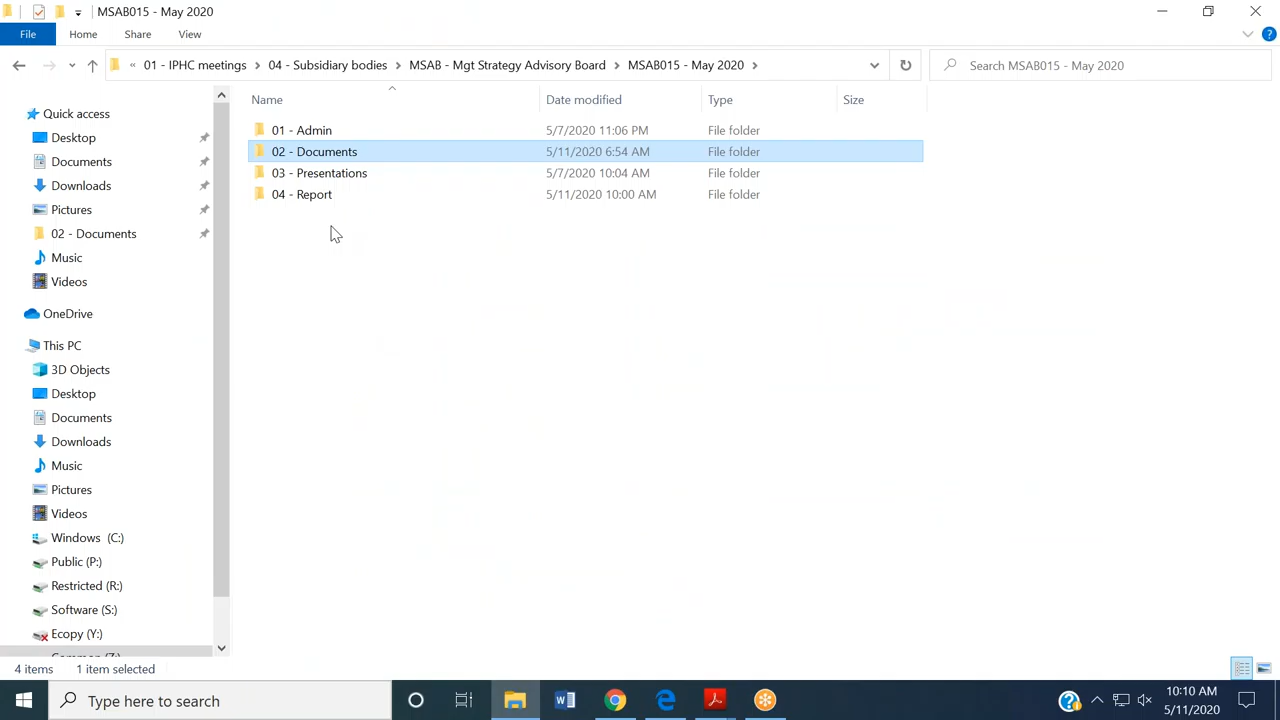 MSAB015 - May 2020
File Home Share View
« 01 - IPHC meetings > 04 - Subsidiary bodies > MSAB - Mgt Strategy Advisory Board > MSAB015 - May 2020 >
Search MSAB015 - May 2020
Name Date modified Type Size
01 - Admin 5/7/2020 11:06 PM File folder
02 - Documents 5/11/2020 6:54 AM File folder
03 - Presentations 5/7/2020 10:04 AM File folder
04 - Report 5/11/2020 10:00 AM File folder
Quick access
Desktop
Documents
Downloads
Pictures
02 - Documents
Music
Videos
OneDrive
This PC
3D Objects
Desktop
Documents
Downloads
Music
Pictures
Videos
Windows (C:)
Public (P:)
Restricted (R:)
Software (S:)
Ecopy (Y:)
4 items 1 item selected
Type here to search
10:10 AM
5/11/2020